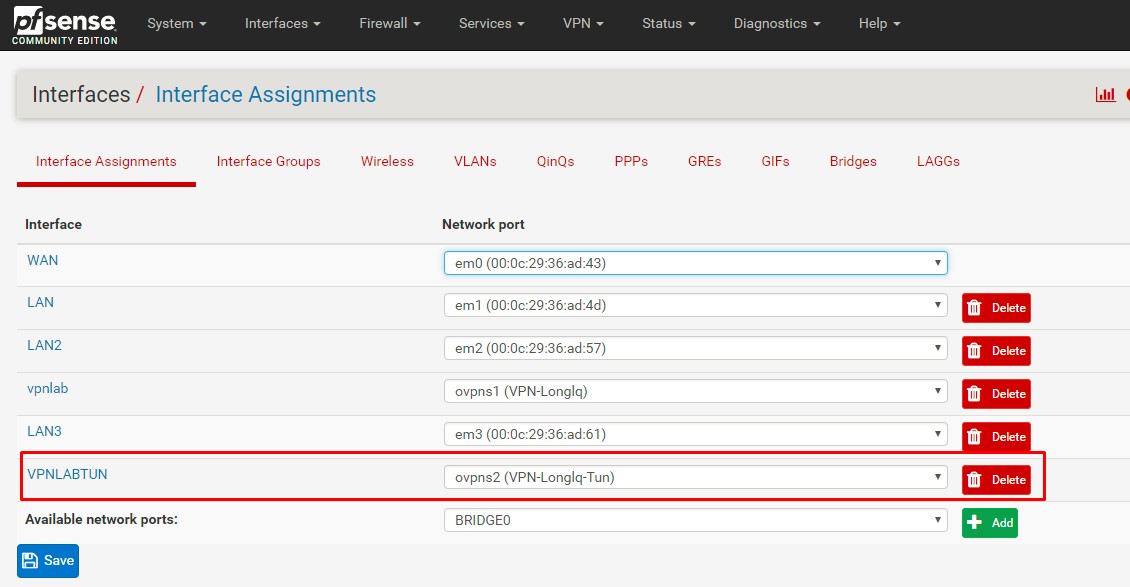 pfsense
COMMUNITY EDITION
System Interfaces Firewall Services VPN Status Diagnostics Help
Interfaces / Interface Assignments
Interface Assignments Interface Groups Wireless VLANs QinQs PPPs GREs GIFs Bridges LAGGs
Interface Network port
WAN em0 (00:0c:29:36:ad:43)
LAN em1 (00:0c:29:36:ad:4d) Delete
LAN2 em2 (00:0c:29:36:ad:57) Delete
vpnlab ovpns1 (VPN-Longlq) Delete
LAN3 em3 (00:0c:29:36:ad:61) Delete
VPNLABTUN ovpns2 (VPN-Longlq-Tun) Delete
Available network ports: BRIDGE0 Add
Save